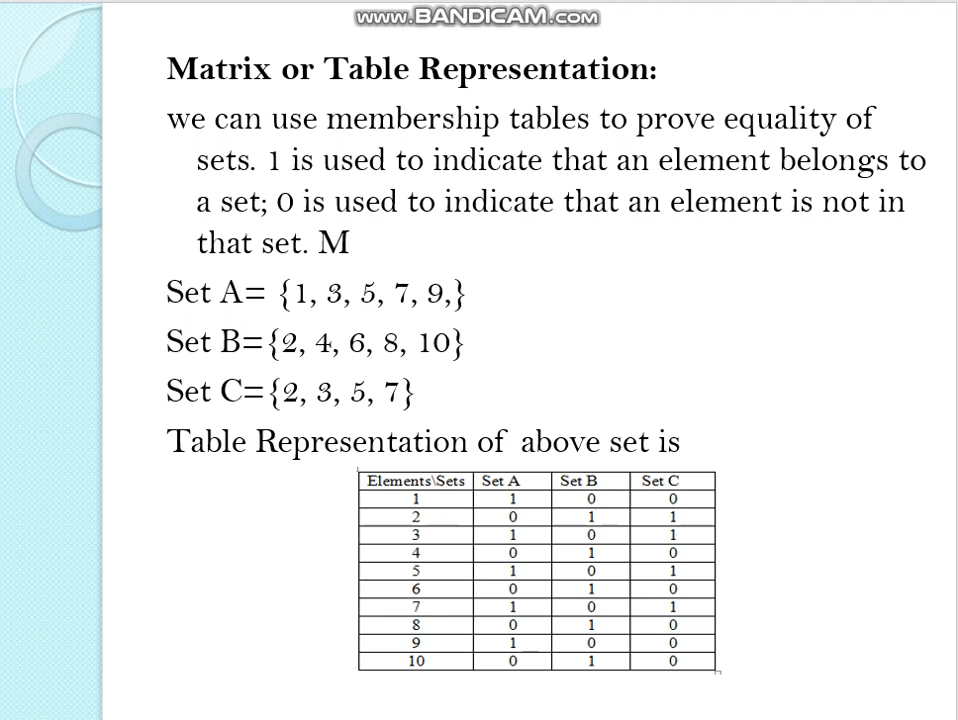 www.BANDICAM.com
Matrix or Table Representation:
we can use membership tables to prove equality of
sets. 1 is used to indicate that an element belongs to
a set; 0 is used to indicate that an element is not in
that set. M
Set A= {1, 3, 5, 7, 9,}
Set B={2, 4, 6, 8, 10}
Set C={2, 3, 5, 7}
Table Representation of above set is
Elements\Sets Set A Set B Set C
1 1 0 0
2 0 1 1
3 1 0 1
4 0 1 0
5 1 0 1
6 0 1 0
7 1 0 1
8 0 1 0
9 1 0 0
10 0 1 0